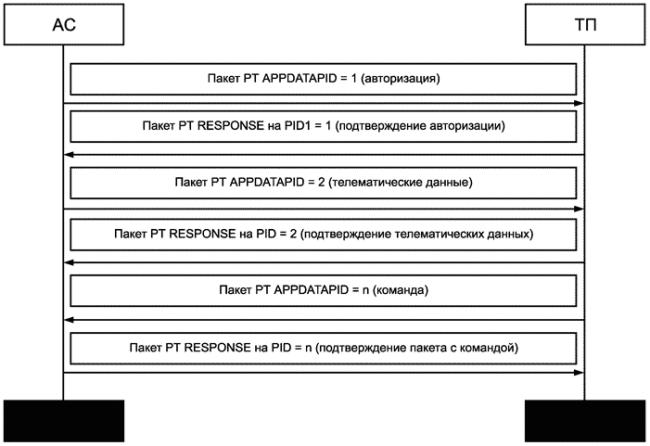 АС
ТП
Пакет PT APPDATAPID = 1 (авторизация)
Пакет PT RESPONSE на PID1 = 1 (подтверждение авторизации)
Пакет PT APPDATAPID = 2 (телематические данные)
Пакет PT RESPONSE на PID = 2 (подтверждение телематических данных)
Пакет PT APPDATAPID = n (команда)
Пакет PT RESPONSE на PID = n (подтверждение пакета с командой)